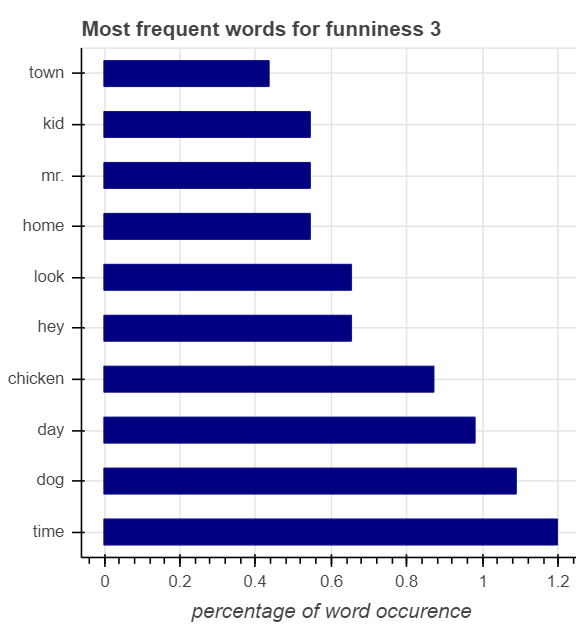 Most frequent words for funniness 3
town
kid
mr.
home
look
hey
chicken
day
dog
time
0 0.2 0.4 0.6 0.8 1 1.2
percentage of word occurence